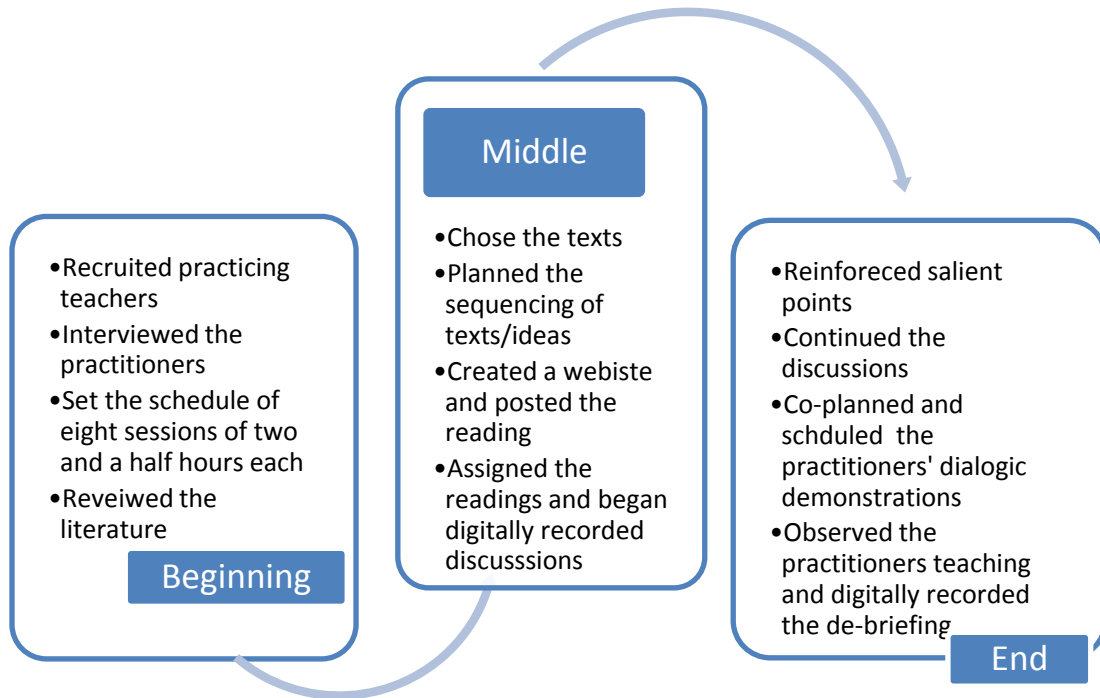 •Recruited practicing
teachers
•Interviewed the
practitioners
•Set the schedule of
eight sessions of two
and a half hours each
•Reveiwed the
literature
Beginning
Middle
•Chose the texts
•Planned the
sequencing of
texts/ideas
•Created a webiste
and posted the
reading
•Assigned the
readings and began
digitally recorded
discusssions
•Reinforeced salient
points
•Continued the
discussions
•Co-planned and
schduled the
practitioners' dialogic
demonstrations
•Observed the
practitioners teaching
and digitally recorded
the de-briefing
End